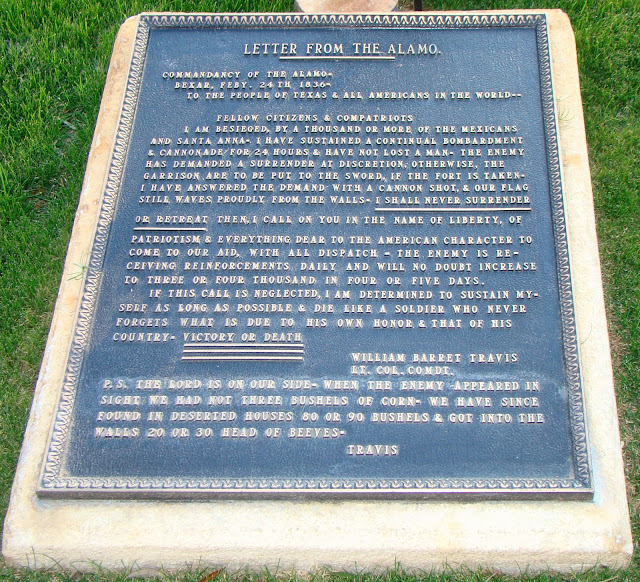 LETTER FROM THE ALAMO.
COMMANDANCY OF THE ALAMO-
BEXAR, FEBY. 24TH 1836-
TO THE PEOPLE OF TEXAS & ALL AMERICANS IN THE WORLD--
FELLOW CITIZENS & COMPATRIOTS
I AM BESIEGED, BY A THOUSAND OR MORE OF THE MEXICANS
AND SANTA ANNA- I HAVE SUSTAINED A CONTINUAL BOMBARDMENT
& CANNONADE FOR 24 HOURS & HAVE NOT LOST A MAN- THE ENEMY
HAS DEMANDED A SURRENDER AT DISCRETION, OTHERWISE, THE
GARRISON ARE TO BE PUT TO THE SWORD, IF THE FORT IS TAKEN-
I HAVE ANSWERED THE DEMAND WITH A CANNON SHOT, & OUR FLAG
STILL WAVES PROUDLY FROM THE WALLS- I SHALL NEVER SURRENDER
OR RETREAT THEN, I CALL ON YOU IN THE NAME OF LIBERTY, OF
PATRIOTISM & EVERYTHING DEAR TO THE AMERICAN CHARACTER TO
COME TO OUR AID, WITH ALL DISPATCH - THE ENEMY IS RE-
CEIVING REINFORCEMENTS DAILY AND WILL NO DOUBT INCREASE
TO THREE OR FOUR THOUSAND IN FOUR OR FIVE DAYS.
IF THIS CALL IS NEGLECTED, I AM DETERMINED TO SUSTAIN MY-
SELF AS LONG AS POSSIBLE & DIE LIKE A SOLDIER WHO NEVER
FORGETS WHAT IS DUE TO HIS OWN HONOR & THAT OF HIS
COUNTRY- VICTORY OR DEATH
WILLIAM BARRET TRAVIS
LT. COL. COMDT.
P.S. THE LORD IS ON OUR SIDE- WHEN THE ENEMY APPEARED IN
SIGHT WE HAD NOT THREE BUSHELS OF CORN- WE HAVE SINCE
FOUND IN DESERTED HOUSES 80 OR 90 BUSHELS & GOT INTO THE
WALLS 20 OR 30 HEAD OF BEEVES-
TRAVIS